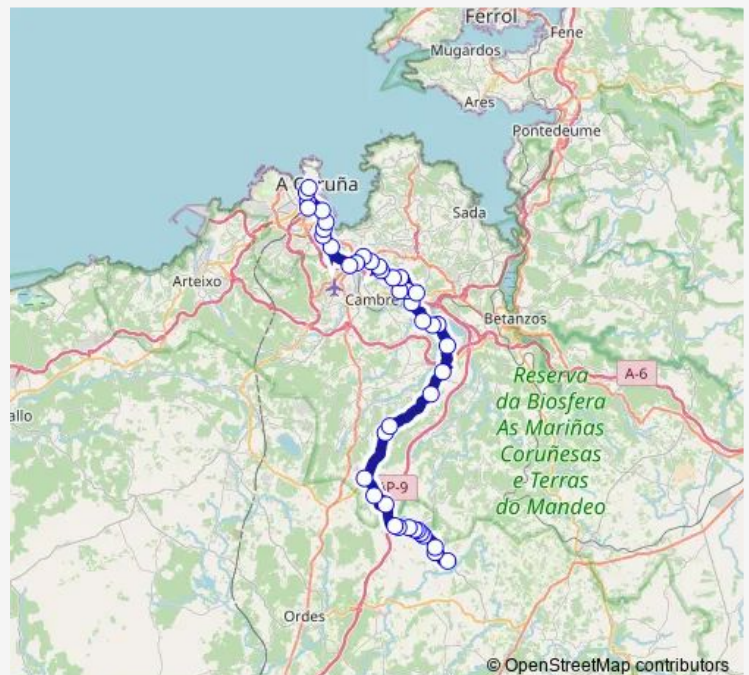 Ferrol
Fene
Mugardos
Ares
Pontedeume
A Coruña
Sada
Arteixo
Cambre
Betanzos
A-6
Reserva
da Biosfera
As Mariñas
Coruñesas
e Terras
do Mandeo
allo
AP-9
Ordes
© OpenStreetMap contributors